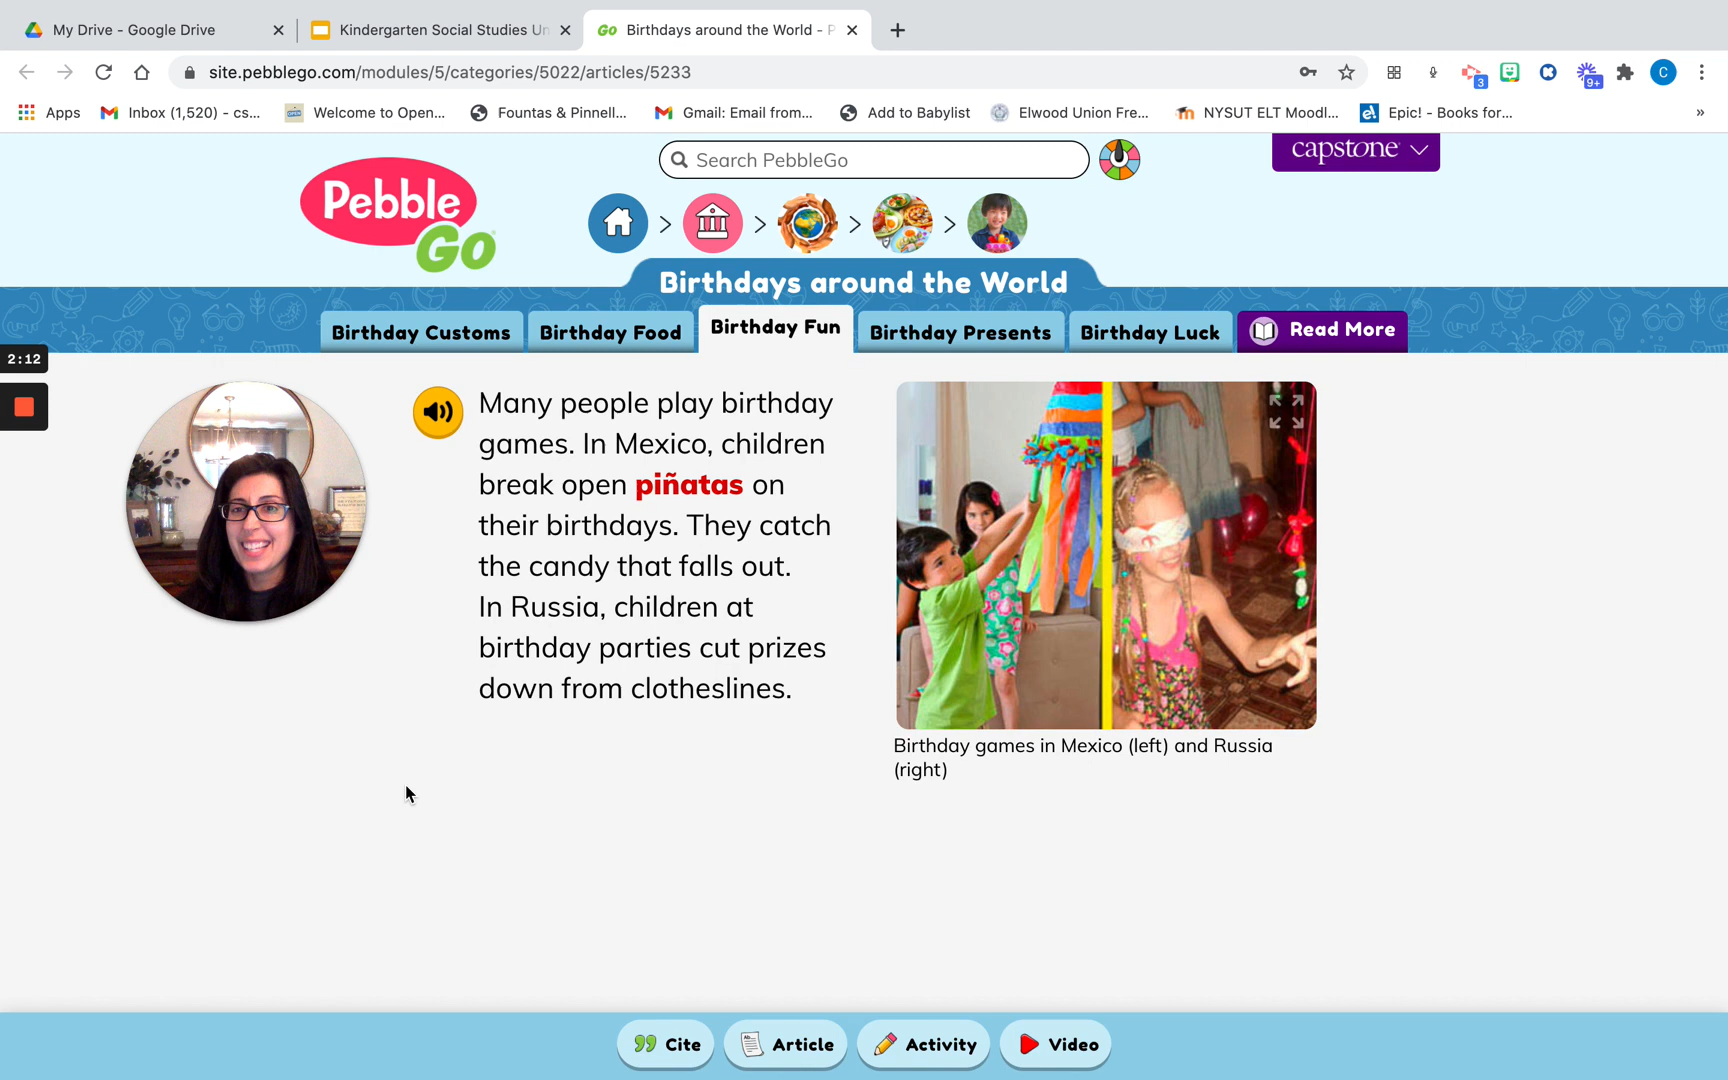 My Drive - Google Drive
Kindergarten Social Studies Un
GO Birthdays around the World - P
site.pebblego.com/modules/5/categories/5022/articles/5233
3
9+
C
Apps
Inbox (1,520) - cs...
Welcome to Open...
Fountas & Pinnell...
Gmail: Email from...
Add to Babylist
Elwood Union Fre...
NYSUT ELT Moodl...
Epic! - Books for...
»
Pebble
Go
Search PebbleGo
capstone
Birthdays around the World
Birthday Customs
Birthday Food
Birthday Fun
Birthday Presents
Birthday Luck
Read More
2:12
Many people play birthday
games. In Mexico, children
break open piñatas on
their birthdays. They catch
the candy that falls out.
In Russia, children at
birthday parties cut prizes
down from clotheslines.
Birthday games in Mexico (left) and Russia
(right)
Cite
Article
Activity
Video